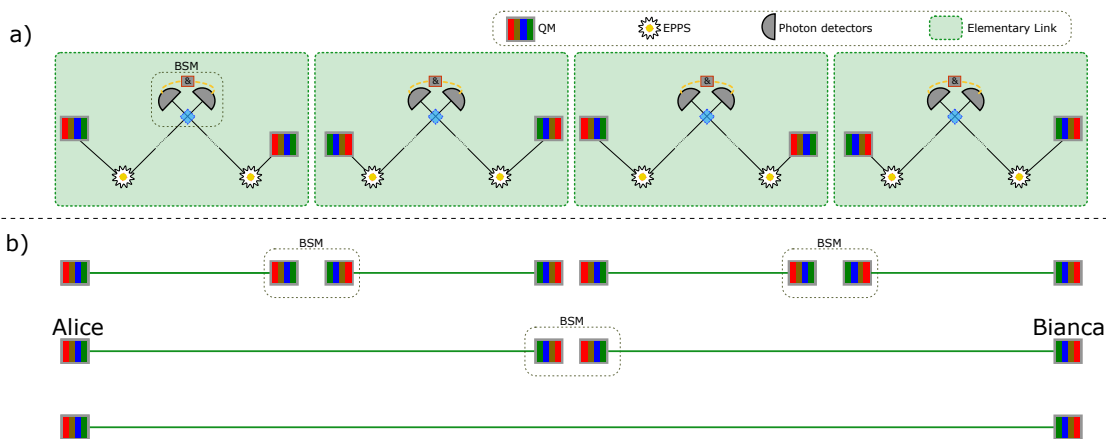 QM EPPS Photon detectors Elementary Link
a)
BSM
& & & &
b)
BSM BSM
BSM
Alice Bianca